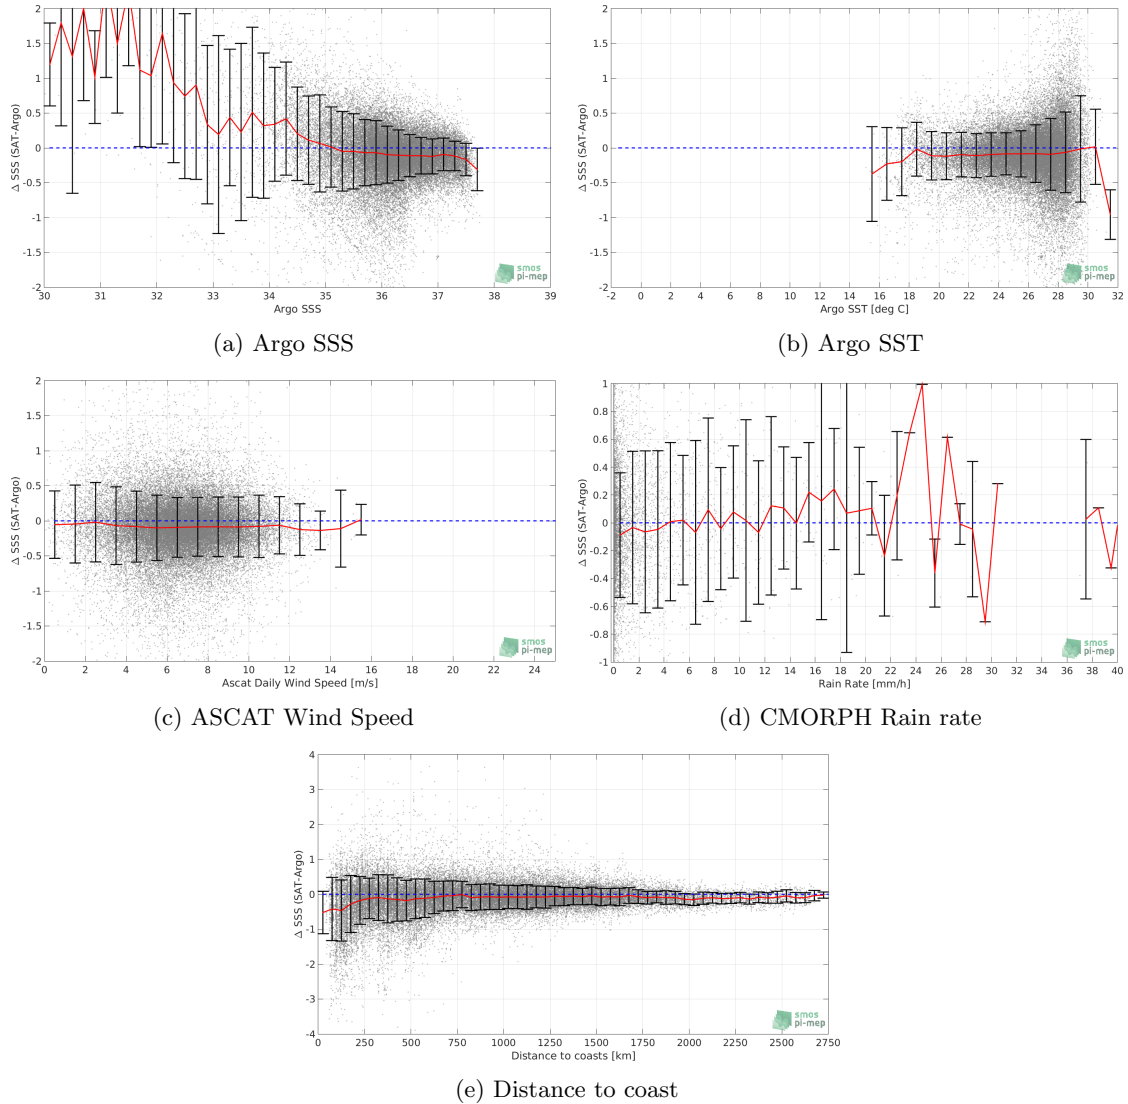 2
1.5
1
0.5
0
-0.5
-1
-1.5
-2
Δ SSS (SAT-Argo)
30 31 32 33 34 35 36 37 38 39
Argo SSS
smos
pi-mep
(a) Argo SSS
2
1.5
1
0.5
0
-0.5
-1
-1.5
-2
Δ SSS (SAT-Argo)
-2 0 2 4 6 8 10 12 14 16 18 20 22 24 26 28 30 32
Argo SST [deg C]
smos
pi-mep
(b) Argo SST
2
1.5
1
0.5
0
-0.5
-1
-1.5
-2
Δ SSS (SAT-Argo)
0 2 4 6 8 10 12 14 16 18 20 22 24
Ascat Daily Wind Speed [m/s]
smos
pi-mep
(c) ASCAT Wind Speed
1
0.8
0.6
0.4
0.2
0
-0.2
-0.4
-0.6
-0.8
-1
Δ SSS (SAT-Argo)
0 2 4 6 8 10 12 14 16 18 20 22 24 26 28 30 32 34 36 38 40
Rain Rate [mm/h]
smos
pi-mep
(d) CMORPH Rain rate
4
3
2
1
0
-1
-2
-3
-4
Δ SSS (SAT-Argo)
0 250 500 750 1000 1250 1500 1750 2000 2250 2500 2750
Distance to coasts [km]
smos
pi-mep
(e) Distance to coast